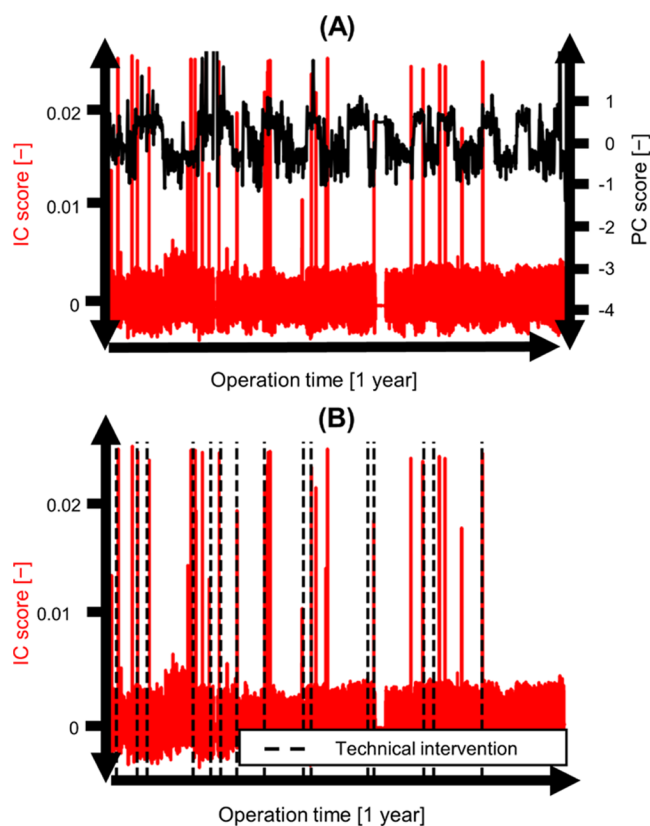 (A)
0.02
0.01
0
IC score [–]
1
0
-1
-2
-3
-4
PC score [–]
Operation time [1 year]
(B)
0.02
0.01
0
IC score [–]
Technical intervention
Operation time [1 year]